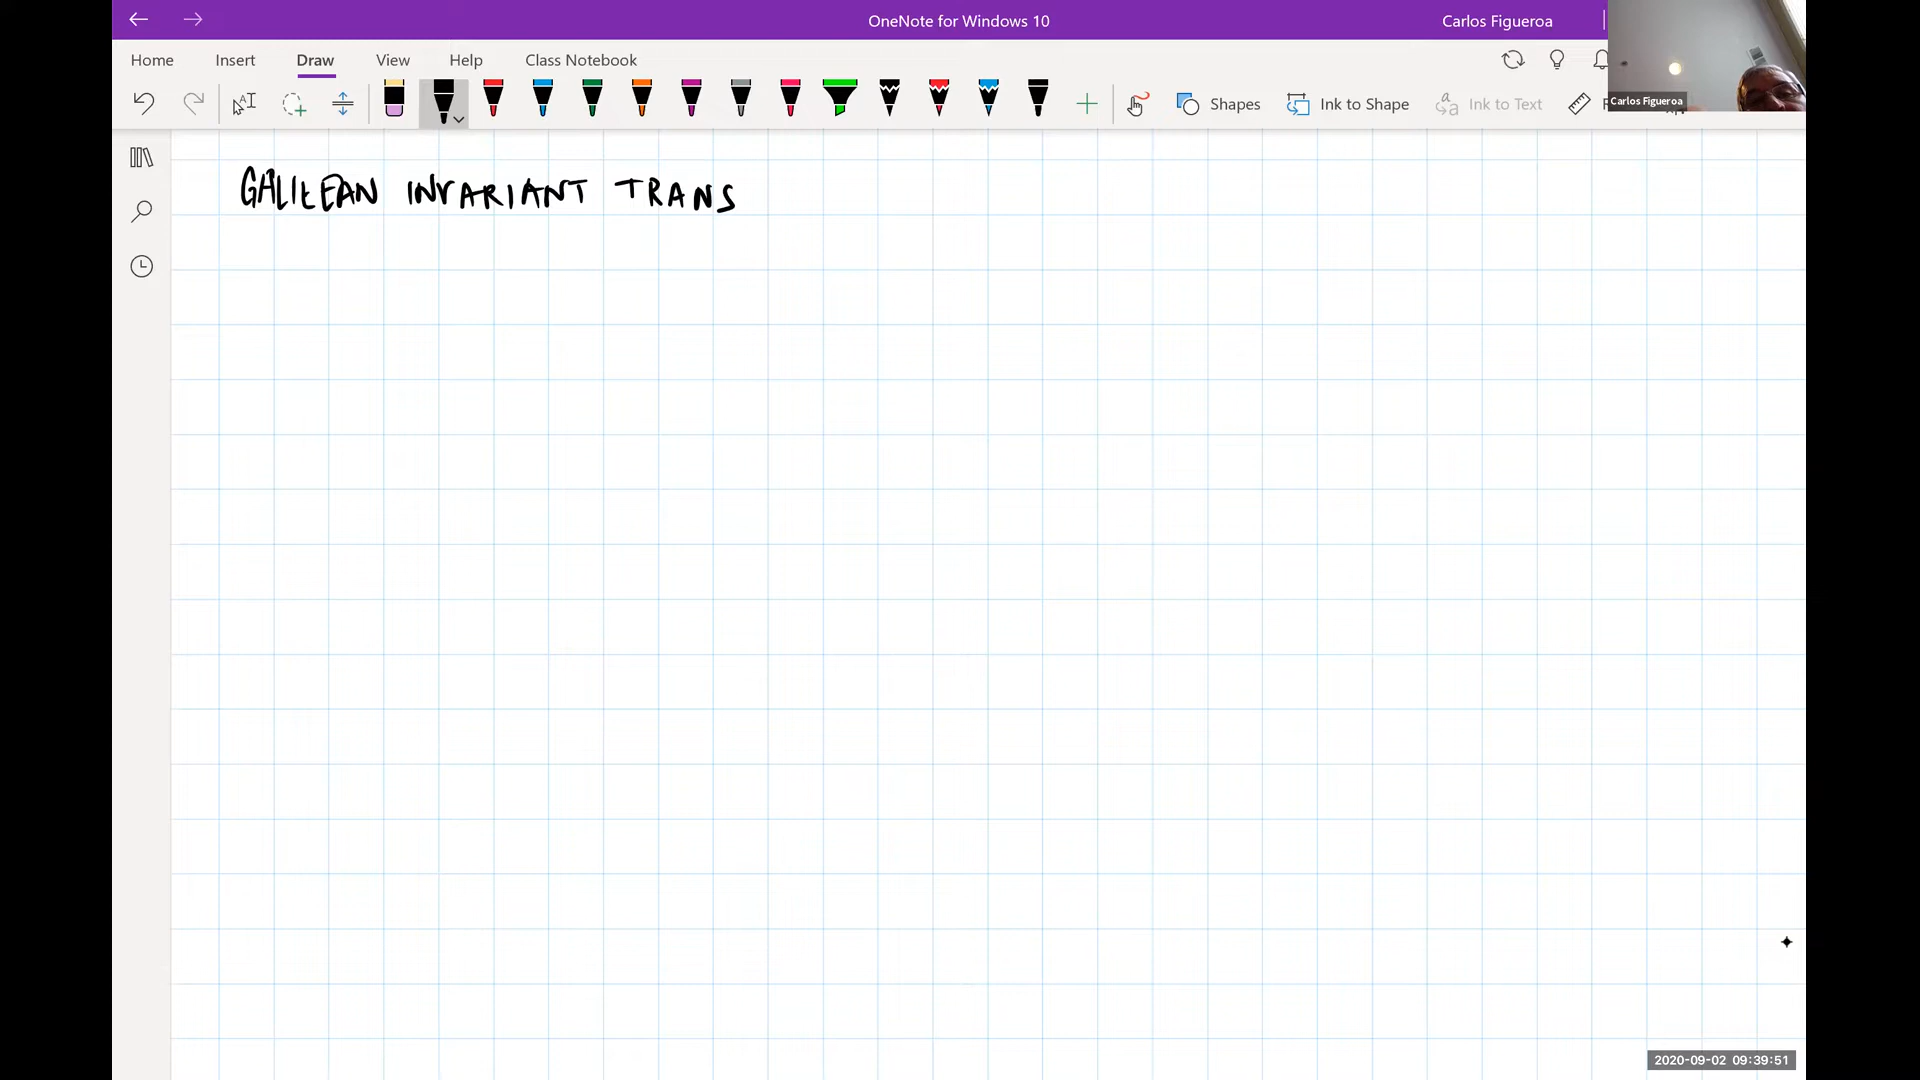 OneNote for Windows 10
Carlos Figueroa
Home Insert Draw View Help Class Notebook
Shapes Ink to Shape Ink to Text
Carlos Figueroa
GALILEAN INVARIANT TRANS
2020-09-02 09:39:51